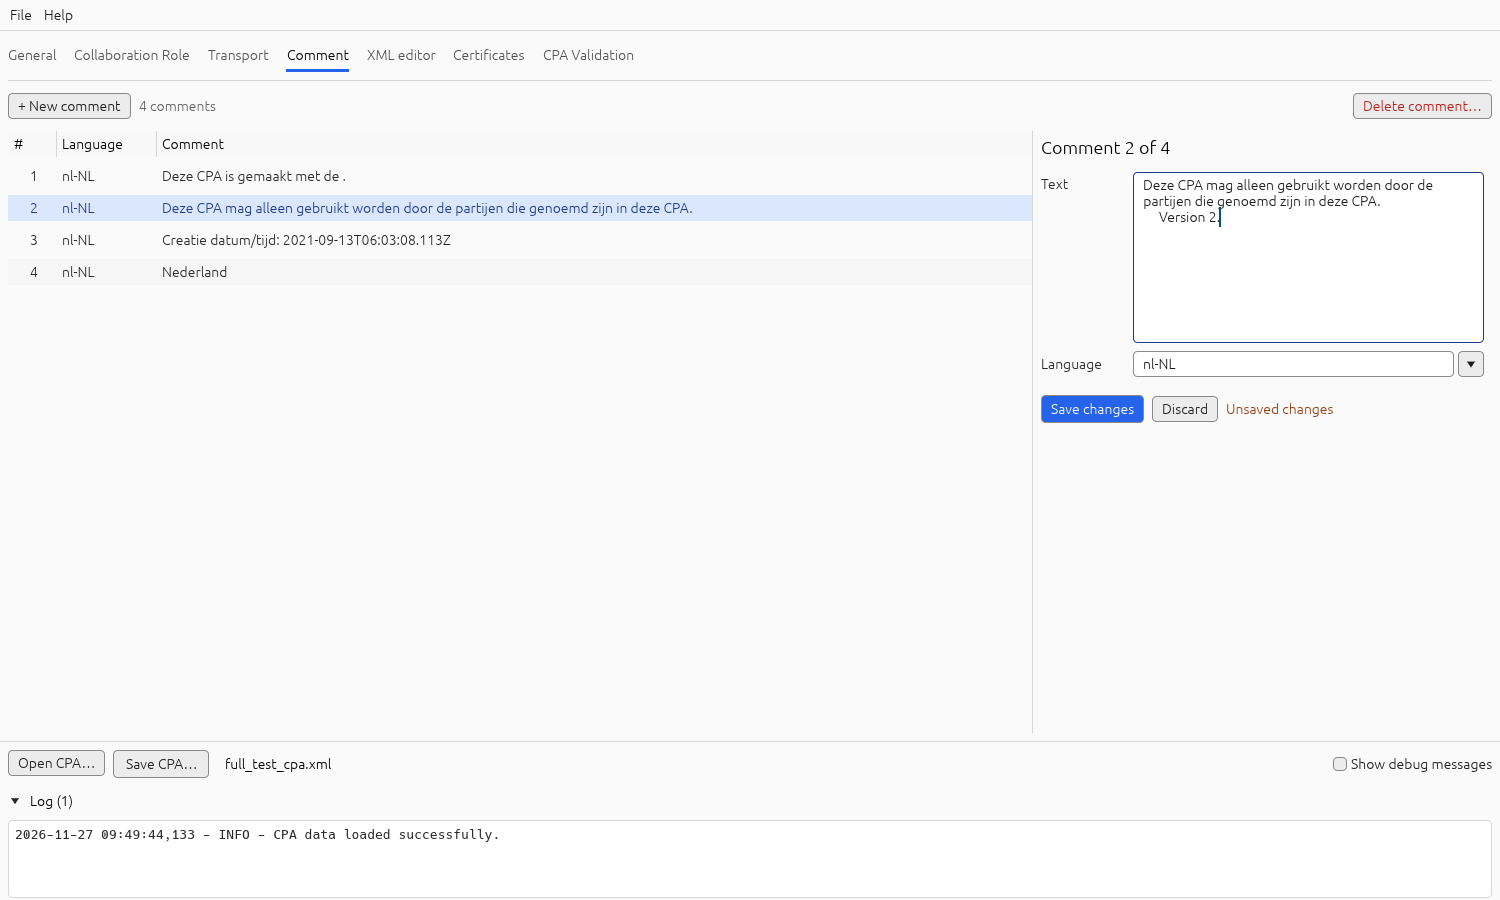 File Help
General Collaboration Role Transport Comment XML editor Certificates CPA Validation
+ New comment 4 comments Delete comment...
# Language Comment
1 nl-NL Deze CPA is gemaakt met de .
2 nl-NL Deze CPA mag alleen gebruikt worden door de partijen die genoemd zijn in deze CPA.
3 nl-NL Creatie datum/tijd: 2021-09-13T06:03:08.113Z
4 nl-NL Nederland
Comment 2 of 4
Text Deze CPA mag alleen gebruikt worden door de
partijen die genoemd zijn in deze CPA.
Version 2.
Language nl-NL
Save changes Discard Unsaved changes
Open CPA... Save CPA... full_test_cpa.xml Show debug messages
Log (1)
2026-11-27 09:49:44,133 - INFO - CPA data loaded successfully.